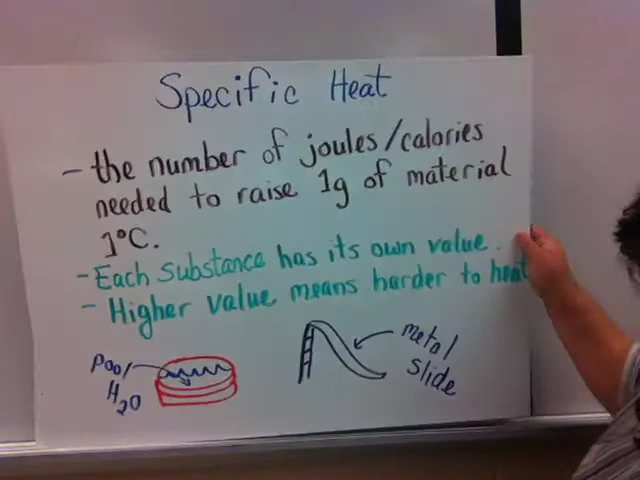 Specific Heat
- the number of joules/calories
needed to raise 1g of material
1°C.
- Each substance has its own value.
- Higher value means harder to heat
Pool
H2O
metal
slide